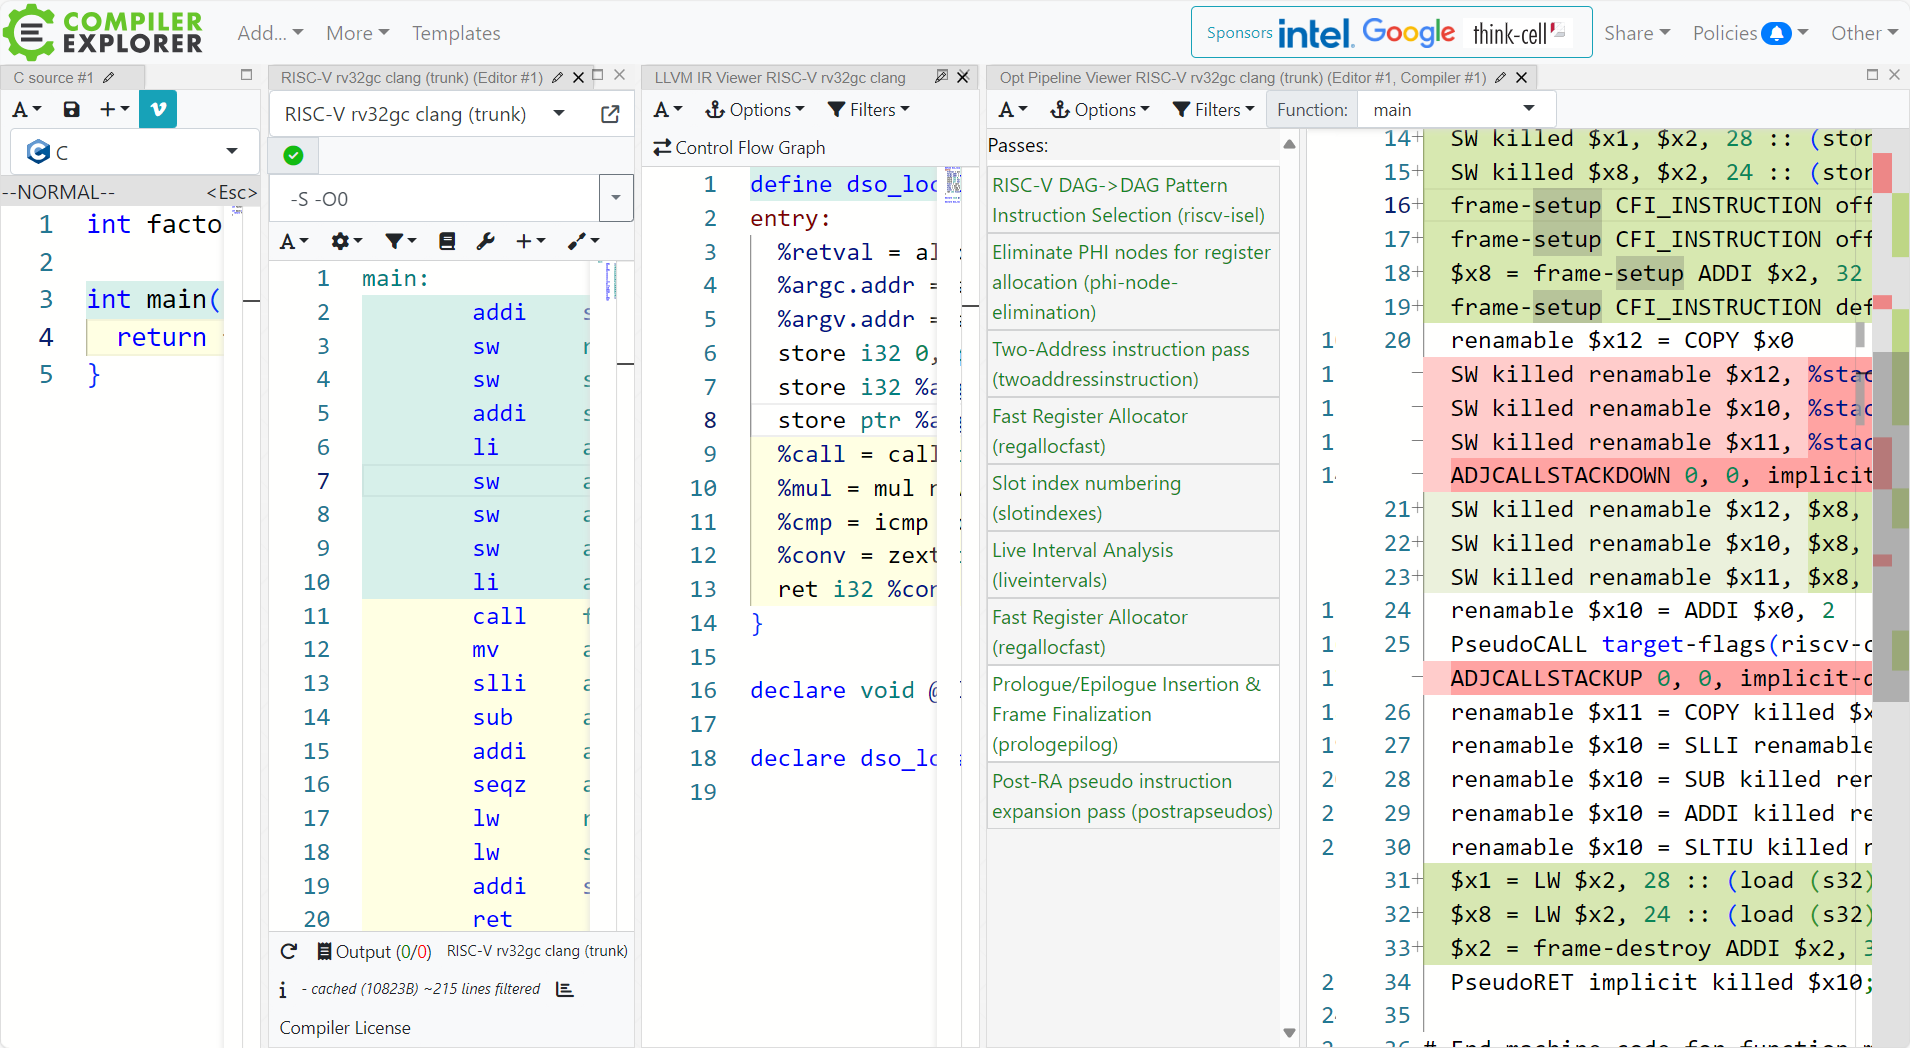 COMPILER
EXPLORER
Add...
More
Templates
Sponsors
intel.
Google
think-cell
Share
Policies
Other
C source #1
A
+
C
--NORMAL--
<Esc>
1 int facto
2
3 int main(
4 return
5 }
RISC-V rv32gc clang (trunk) (Editor #1)
RISC-V rv32gc clang (trunk)
-S -O0
A
+
1 main:
2 addi
3 sw
4 sw
5 addi
6 li
7 sw
8 sw
9 sw
10 li
11 call
12 mv
13 slli
14 sub
15 addi
16 seqz
17 lw
18 lw
19 addi
20 ret
Output (0/0) RISC-V rv32gc clang (trunk)
i - cached (10823B) ~215 lines filtered
Compiler License
LLVM IR Viewer RISC-V rv32gc clang
A
Options
Filters
Control Flow Graph
1 define dso_loc
2 entry:
3 %retval = al
4 %argc.addr =
5 %argv.addr =
6 store i32 0,
7 store i32 %a
8 store ptr %a
9 %call = call
10 %mul = mul n
11 %cmp = icmp
12 %conv = zext
13 ret i32 %con
14 }
15
16 declare void @
17
18 declare dso_lo
19
Opt Pipeline Viewer RISC-V rv32gc clang (trunk) (Editor #1, Compiler #1)
A
Options
Filters
Function:
main
Passes:
RISC-V DAG->DAG Pattern
Instruction Selection (riscv-isel)
Eliminate PHI nodes for register
allocation (phi-node-
elimination)
Two-Address instruction pass
(twoaddressinstruction)
Fast Register Allocator
(regallocfast)
Slot index numbering
(slotindexes)
Live Interval Analysis
(liveintervals)
Fast Register Allocator
(regallocfast)
Prologue/Epilogue Insertion &
Frame Finalization
(prologepilog)
Post-RA pseudo instruction
expansion pass (postrapseudos)
14+ SW killed $x1, $x2, 28 :: (stor
15+ SW killed $x8, $x2, 24 :: (stor
16+ frame-setup CFI_INSTRUCTION off
17+ frame-setup CFI_INSTRUCTION off
18+ $x8 = frame-setup ADDI $x2, 32
19+ frame-setup CFI_INSTRUCTION def
20 renamable $x12 = COPY $x0
SW killed renamable $x12, %stac
SW killed renamable $x10, %stac
SW killed renamable $x11, %stac
ADJCALLSTACKDOWN 0, 0, implicit
21+ SW killed renamable $x12, $x8,
22+ SW killed renamable $x10, $x8,
23+ SW killed renamable $x11, $x8,
24 renamable $x10 = ADDI $x0, 2
25 PseudoCALL target-flags(riscv-c
ADJCALLSTACKUP 0, 0, implicit-d
26 renamable $x11 = COPY killed $x
27 renamable $x10 = SLLI renamable
28 renamable $x10 = SUB killed ren
29 renamable $x10 = ADDI killed re
30 renamable $x10 = SLTIU killed r
31+ $x1 = LW $x2, 28 :: (load (s32)
32+ $x8 = LW $x2, 24 :: (load (s32)
33+ $x2 = frame-destroy ADDI $x2, 3
34 PseudoRET implicit killed $x10;
35
36 # End machine code for function m